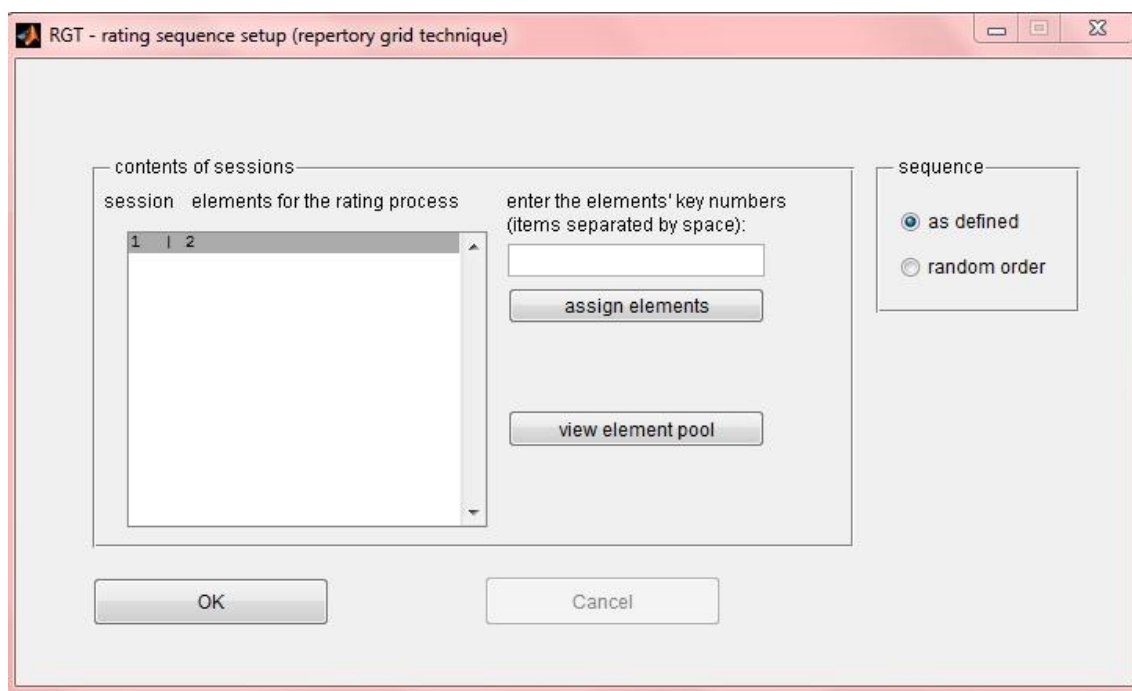 RGT - rating sequence setup (repertory grid technique)
contents of sessions
session elements for the rating process
1 | 2
enter the elements' key numbers
(items separated by space):
assign elements
view element pool
sequence
as defined
random order
OK
Cancel